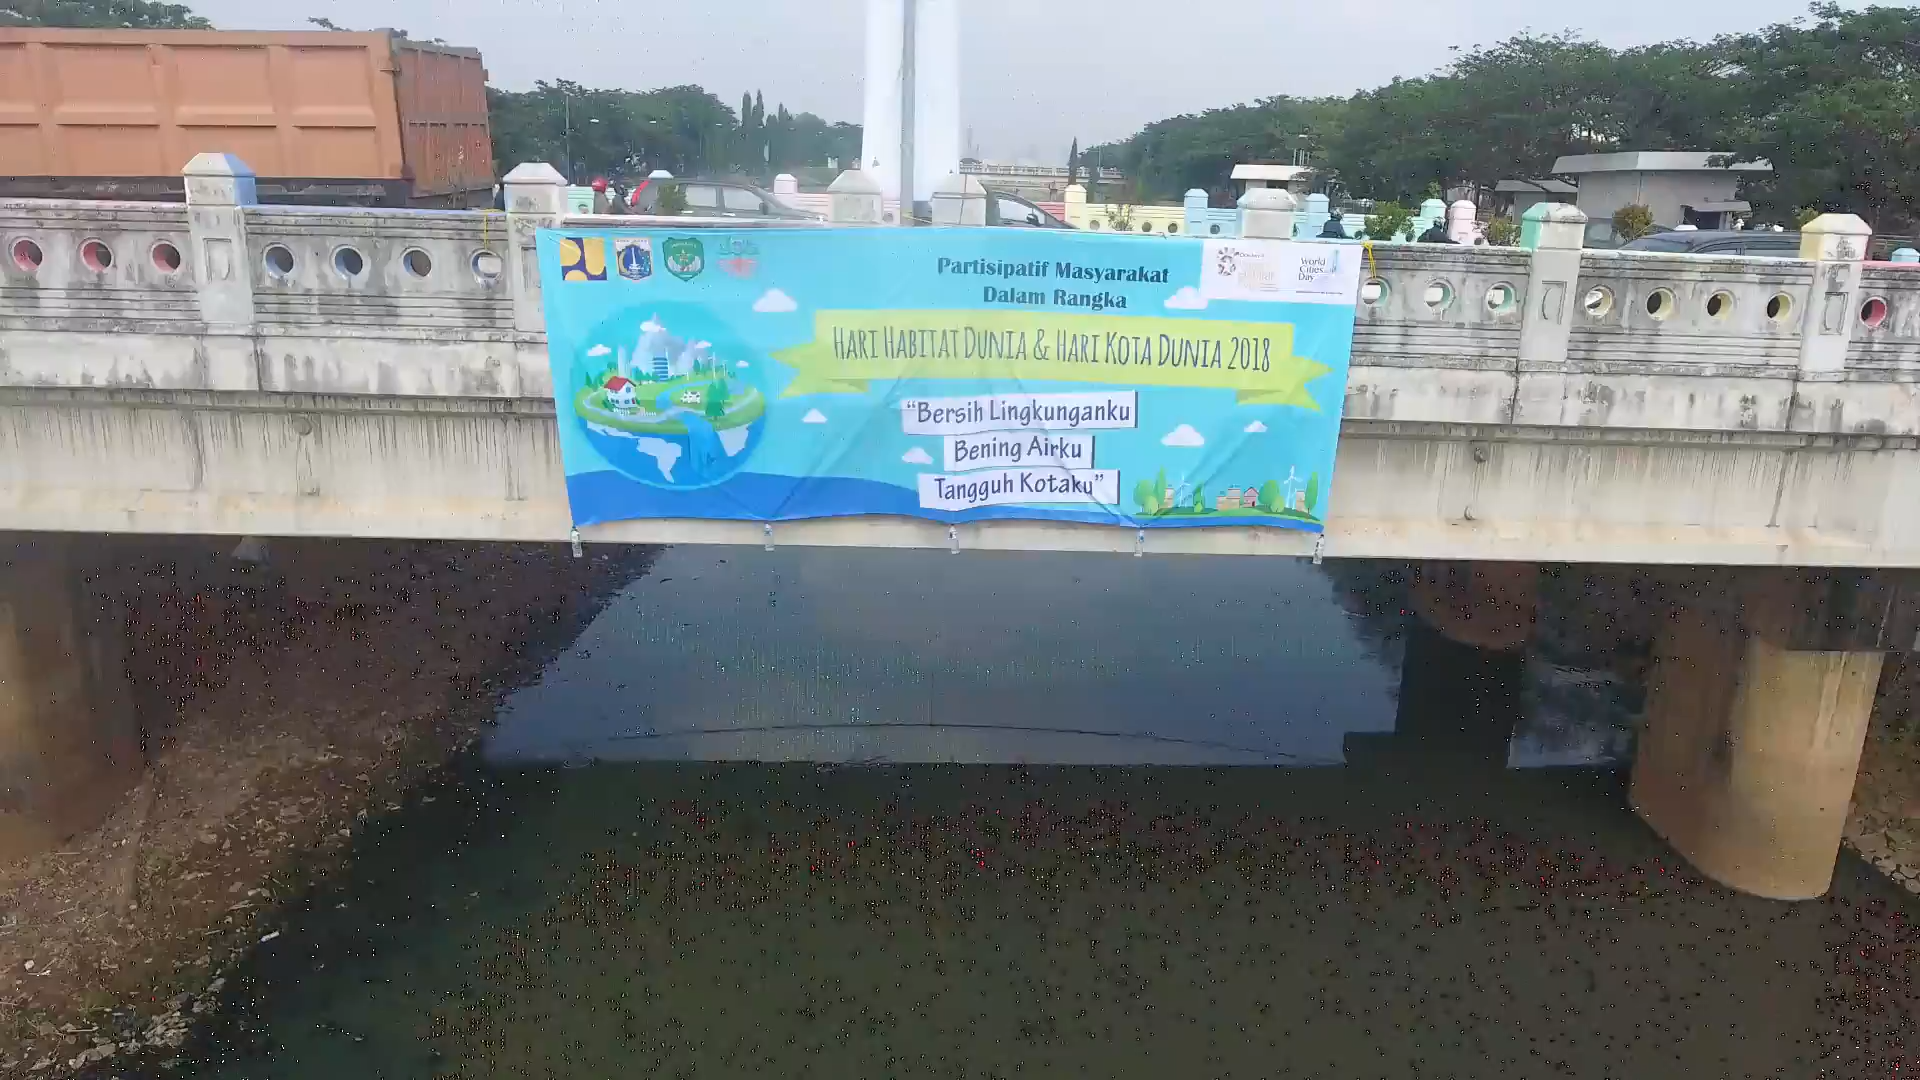 Partisipatif Masyarakat
Dalam Rangka
World
Cities
Day
HARI HABITAT DUNIA & HARI KOTA DUNIA 2018
"Bersih Lingkunganku
Bening Airku
Tangguh Kotaku"